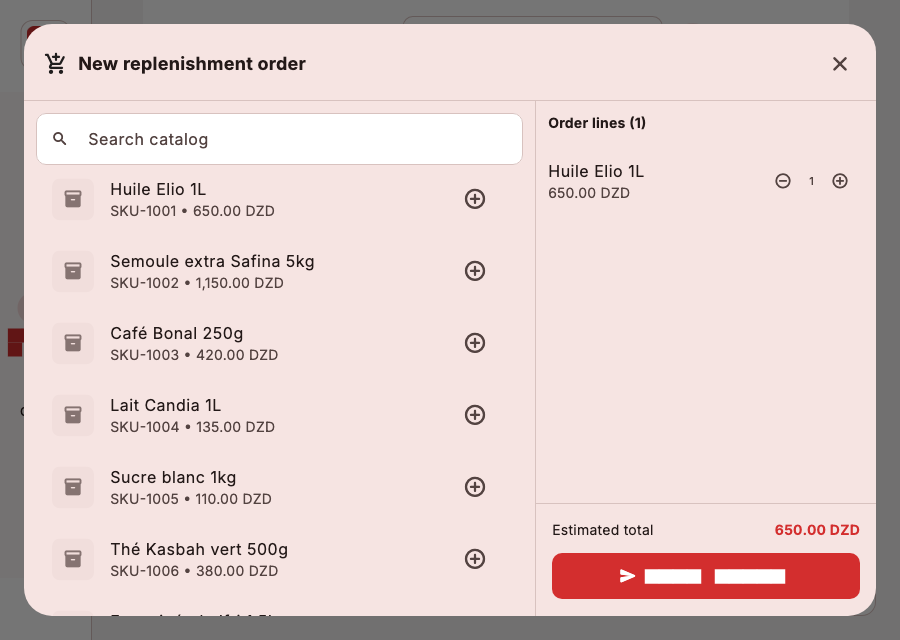 New replenishment order
Search catalog
Huile Elio 1L
SKU-1001 • 650.00 DZD
Semoule extra Safina 5kg
SKU-1002 • 1,150.00 DZD
Café Bonal 250g
SKU-1003 • 420.00 DZD
Lait Candia 1L
SKU-1004 • 135.00 DZD
Sucre blanc 1kg
SKU-1005 • 110.00 DZD
Thé Kasbah vert 500g
SKU-1006 • 380.00 DZD
Order lines (1)
Huile Elio 1L
650.00 DZD
1
Estimated total
650.00 DZD